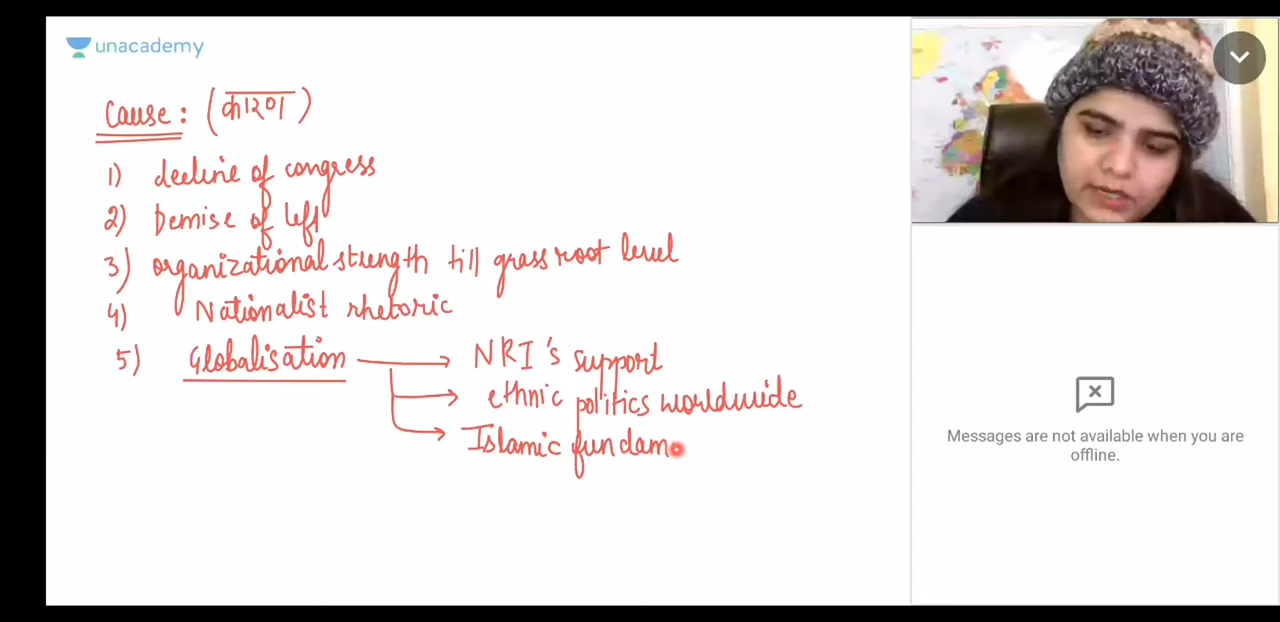 unacademy
Cause : (कारण)
1) decline of congress
2) Demise of left
3) organizational strength till grass root level
4) Nationalist rhetoric
5) Globalisation → NRI's support
→ ethnic politics worldwide
→ Islamic fundam
Messages are not available when you are
offline.